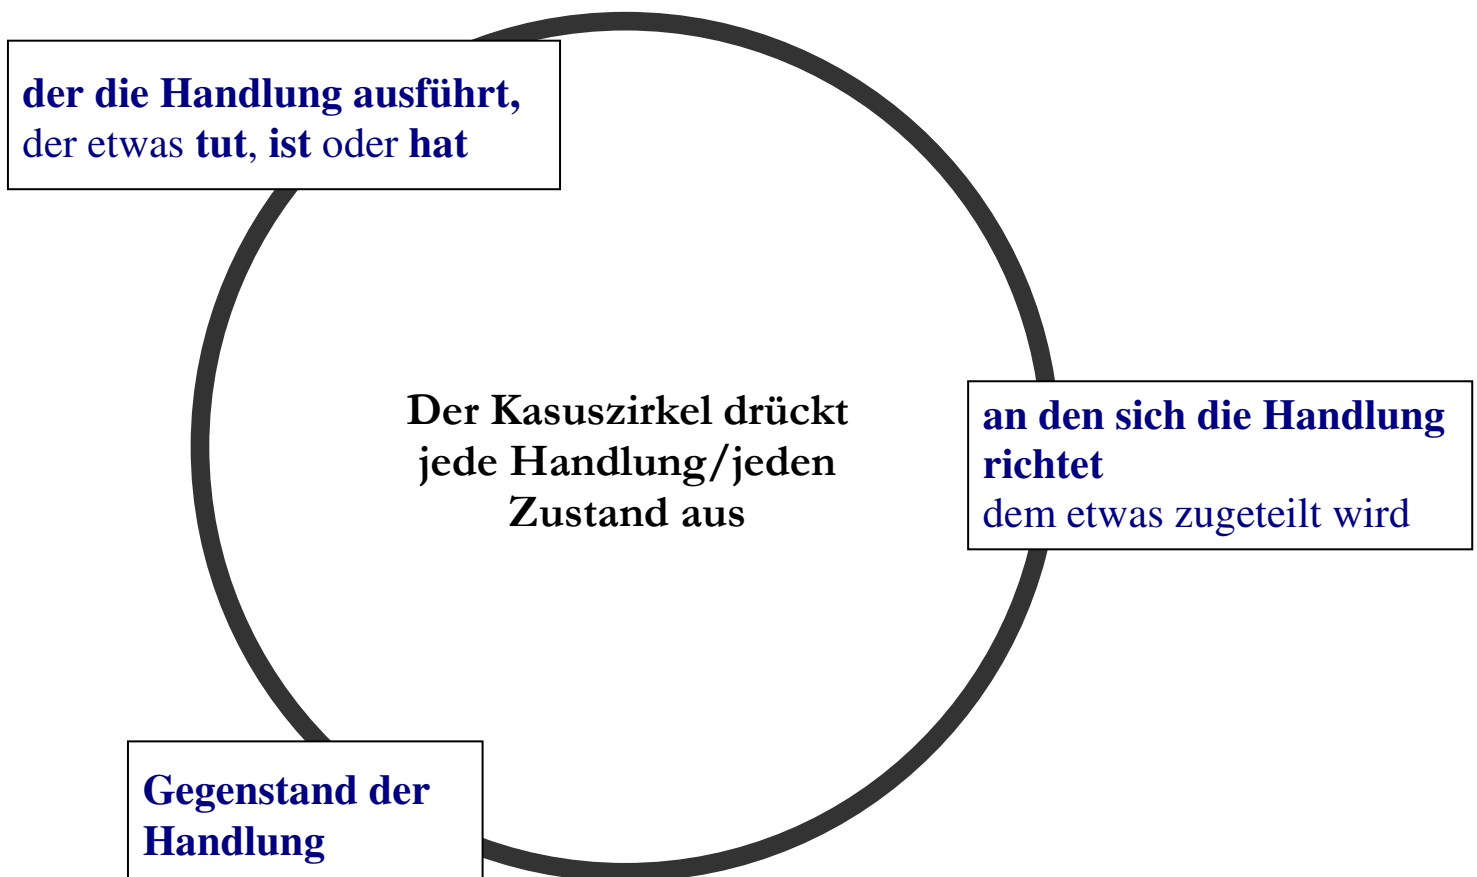 der die Handlung ausführt,
der etwas tut, ist oder hat
Der Kasuszirkel drückt
jede Handlung/jeden
Zustand aus
an den sich die Handlung
richtet
dem etwas zugeteilt wird
Gegenstand der
Handlung